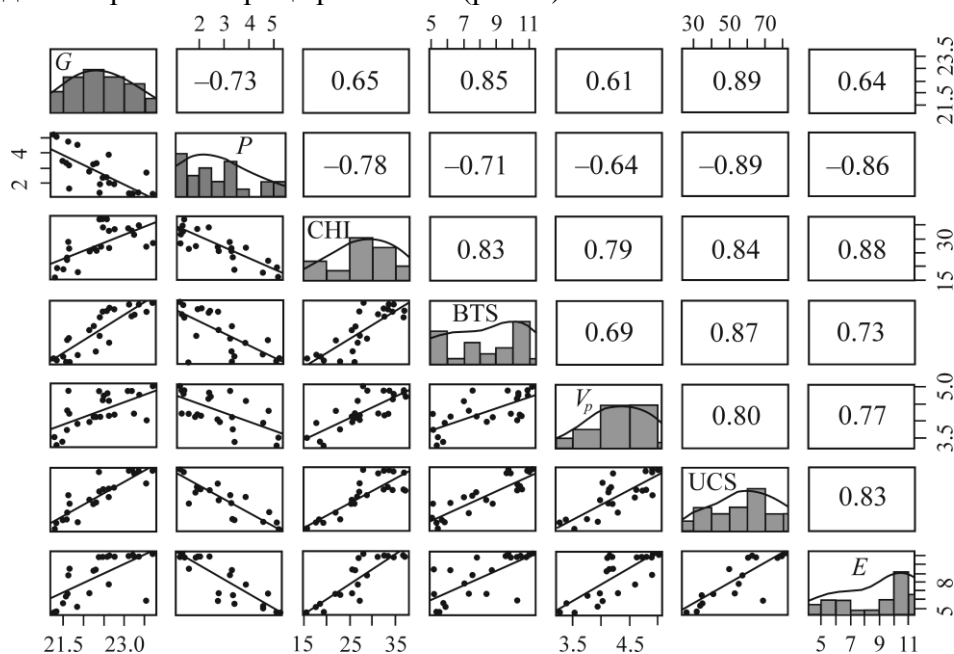 2 3 4 5 5 7 9 11 30 50 70
G −0.73 0.65 0.85 0.61 0.89 0.64 21.5 23.5
2 4 P −0.78 −0.71 −0.64 −0.89 −0.86
CHI 0.83 0.79 0.84 0.88 15 30
BTS 0.69 0.87 0.73
V_p 0.80 0.77 3.5 5.0
UCS 0.83
E 5 8
21.5 23.0 15 25 35 3.5 4.5 5 7 9 11